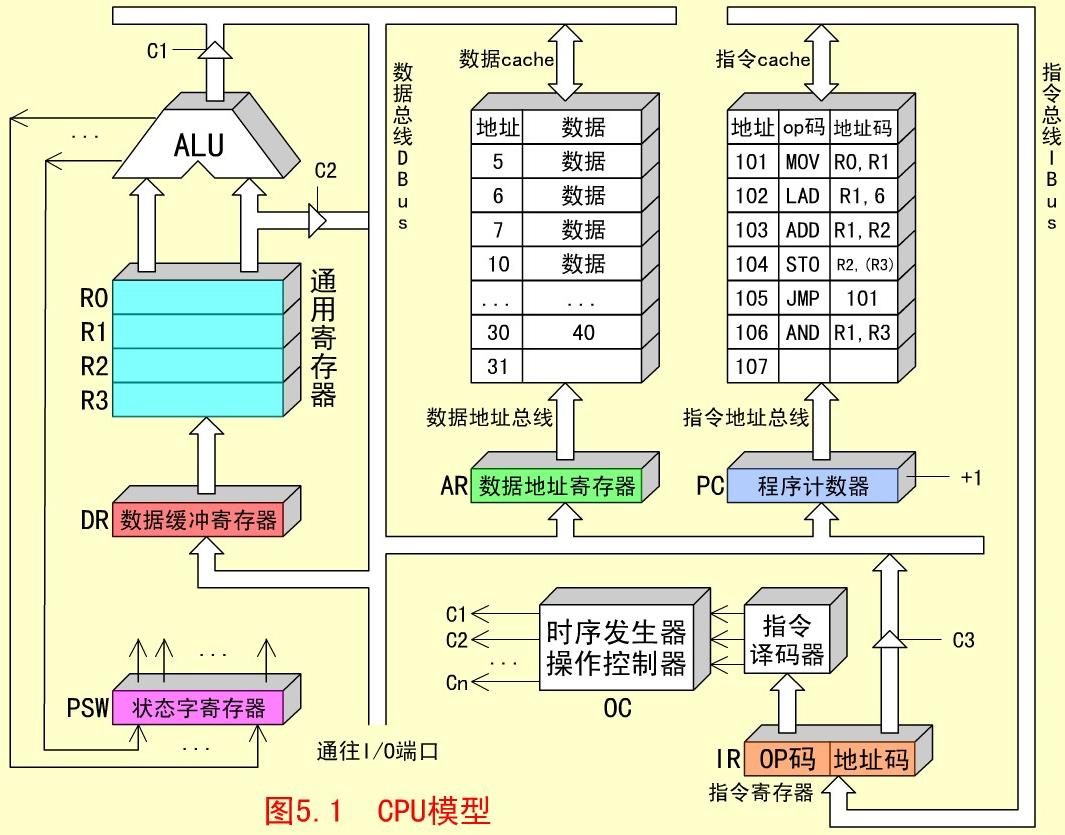 C1
ALU
...
C2
数据总线DBus
通用寄存器
R0
R1
R2
R3
DR 数据缓冲寄存器
...
PSW 状态字寄存器
...
通往I/O端口
数据cache
地址 数据
5 数据
6 数据
7 数据
10 数据
... ...
30 40
31
数据地址总线
AR 数据地址寄存器
指令cache
地址 op码 地址码
101 MOV R0,R1
102 LAD R1,6
103 ADD R1,R2
104 STO R2,(R3)
105 JMP 101
106 AND R1,R3
107
指令地址总线
PC 程序计数器 +1
指令总线IBus
C1
C2
...
Cn
时序发生器
操作控制器
OC
指令
译码器
C3
IR OP码 地址码
指令寄存器
图5.1 CPU模型